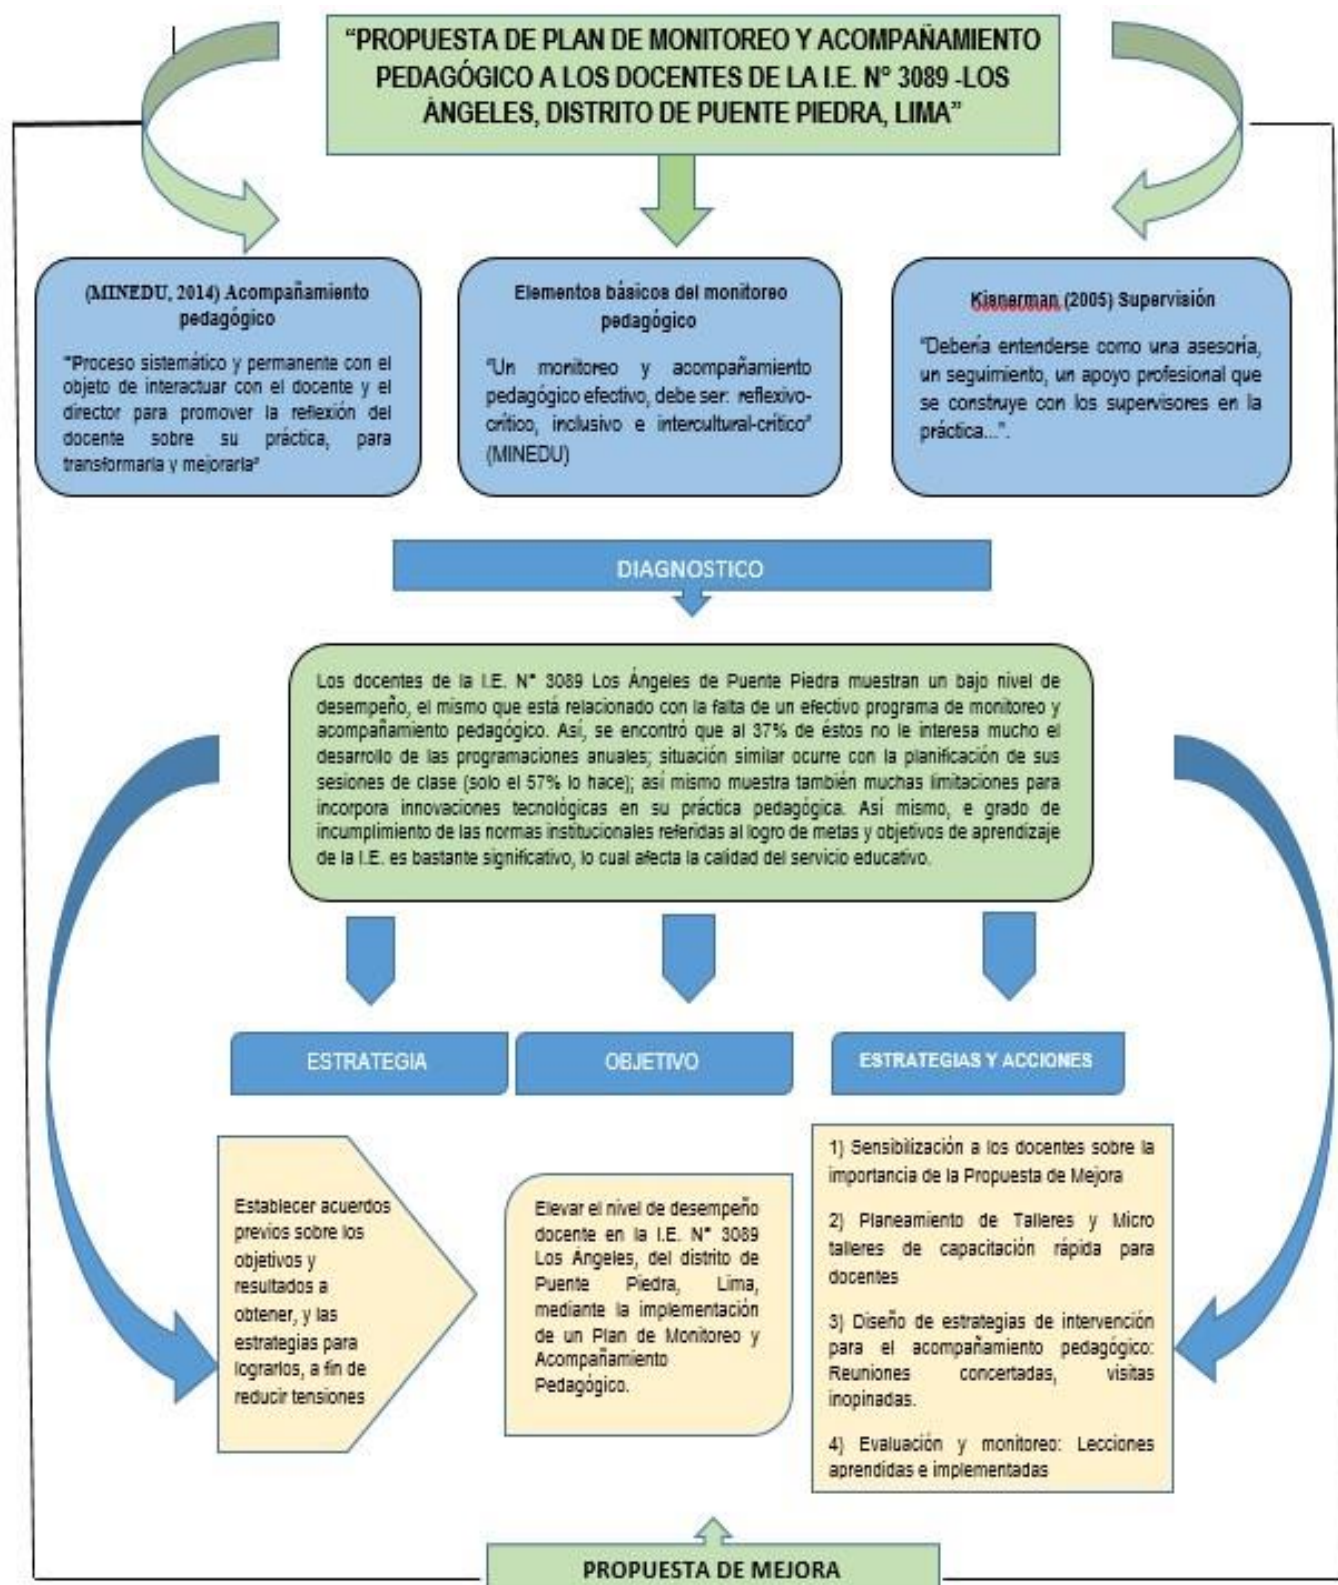 “PROPUESTA DE PLAN DE MONITOREO Y ACOMPAÑAMIENTO
PEDAGÓGICO A LOS DOCENTES DE LA I.E. N° 3089 -LOS
ÁNGELES, DISTRITO DE PUENTE PIEDRA, LIMA”
(MINEDU, 2014) Acompañamiento
pedagógico
"Proceso sistemático y permanente con el
objeto de interactuar con el docente y el
director para promover la reflexión del
docente sobre su práctica, para
transformarla y mejorarla"
Elementos básicos del monitoreo
pedagógico
“Un monitoreo y acompañamiento
pedagógico efectivo, debe ser: reflexivo-
crítico, inclusivo e intercultural-crítico”
(MINEDU)
Kisnerman (2005) Supervisión
“Debería entenderse como una asesoría,
un seguimiento, un apoyo profesional que
se construye con los supervisores en la
práctica...”.
DIAGNOSTICO
Los docentes de la I.E. N° 3089 Los Ángeles de Puente Piedra muestran un bajo nivel de
desempeño, el mismo que está relacionado con la falta de un efectivo programa de monitoreo y
acompañamiento pedagógico. Así, se encontró que al 37% de éstos no le interesa mucho el
desarrollo de las programaciones anuales; situación similar ocurre con la planificación de sus
sesiones de clase (solo el 57% lo hace); así mismo muestra también muchas limitaciones para
incorpora innovaciones tecnológicas en su práctica pedagógica. Así mismo, e grado de
incumplimiento de las normas institucionales referidas al logro de metas y objetivos de aprendizaje
de la I.E. es bastante significativo, lo cual afecta la calidad del servicio educativo.
ESTRATEGIA
Establecer acuerdos
previos sobre los
objetivos y
resultados a
obtener, y las
estrategias para
lograrlos, a fin de
reducir tensiones
OBJETIVO
Elevar el nivel de desempeño
docente en la I.E. N° 3089
Los Ángeles, del distrito de
Puente Piedra, Lima,
mediante la implementación
de un Plan de Monitoreo y
Acompañamiento
Pedagógico.
ESTRATEGIAS Y ACCIONES
1) Sensibilización a los docentes sobre la
importancia de la Propuesta de Mejora
2) Planeamiento de Talleres y Micro
talleres de capacitación rápida para
docentes
3) Diseño de estrategias de intervención
para el acompañamiento pedagógico:
Reuniones concertadas, visitas
inopinadas.
4) Evaluación y monitoreo: Lecciones
aprendidas e implementadas
PROPUESTA DE MEJORA